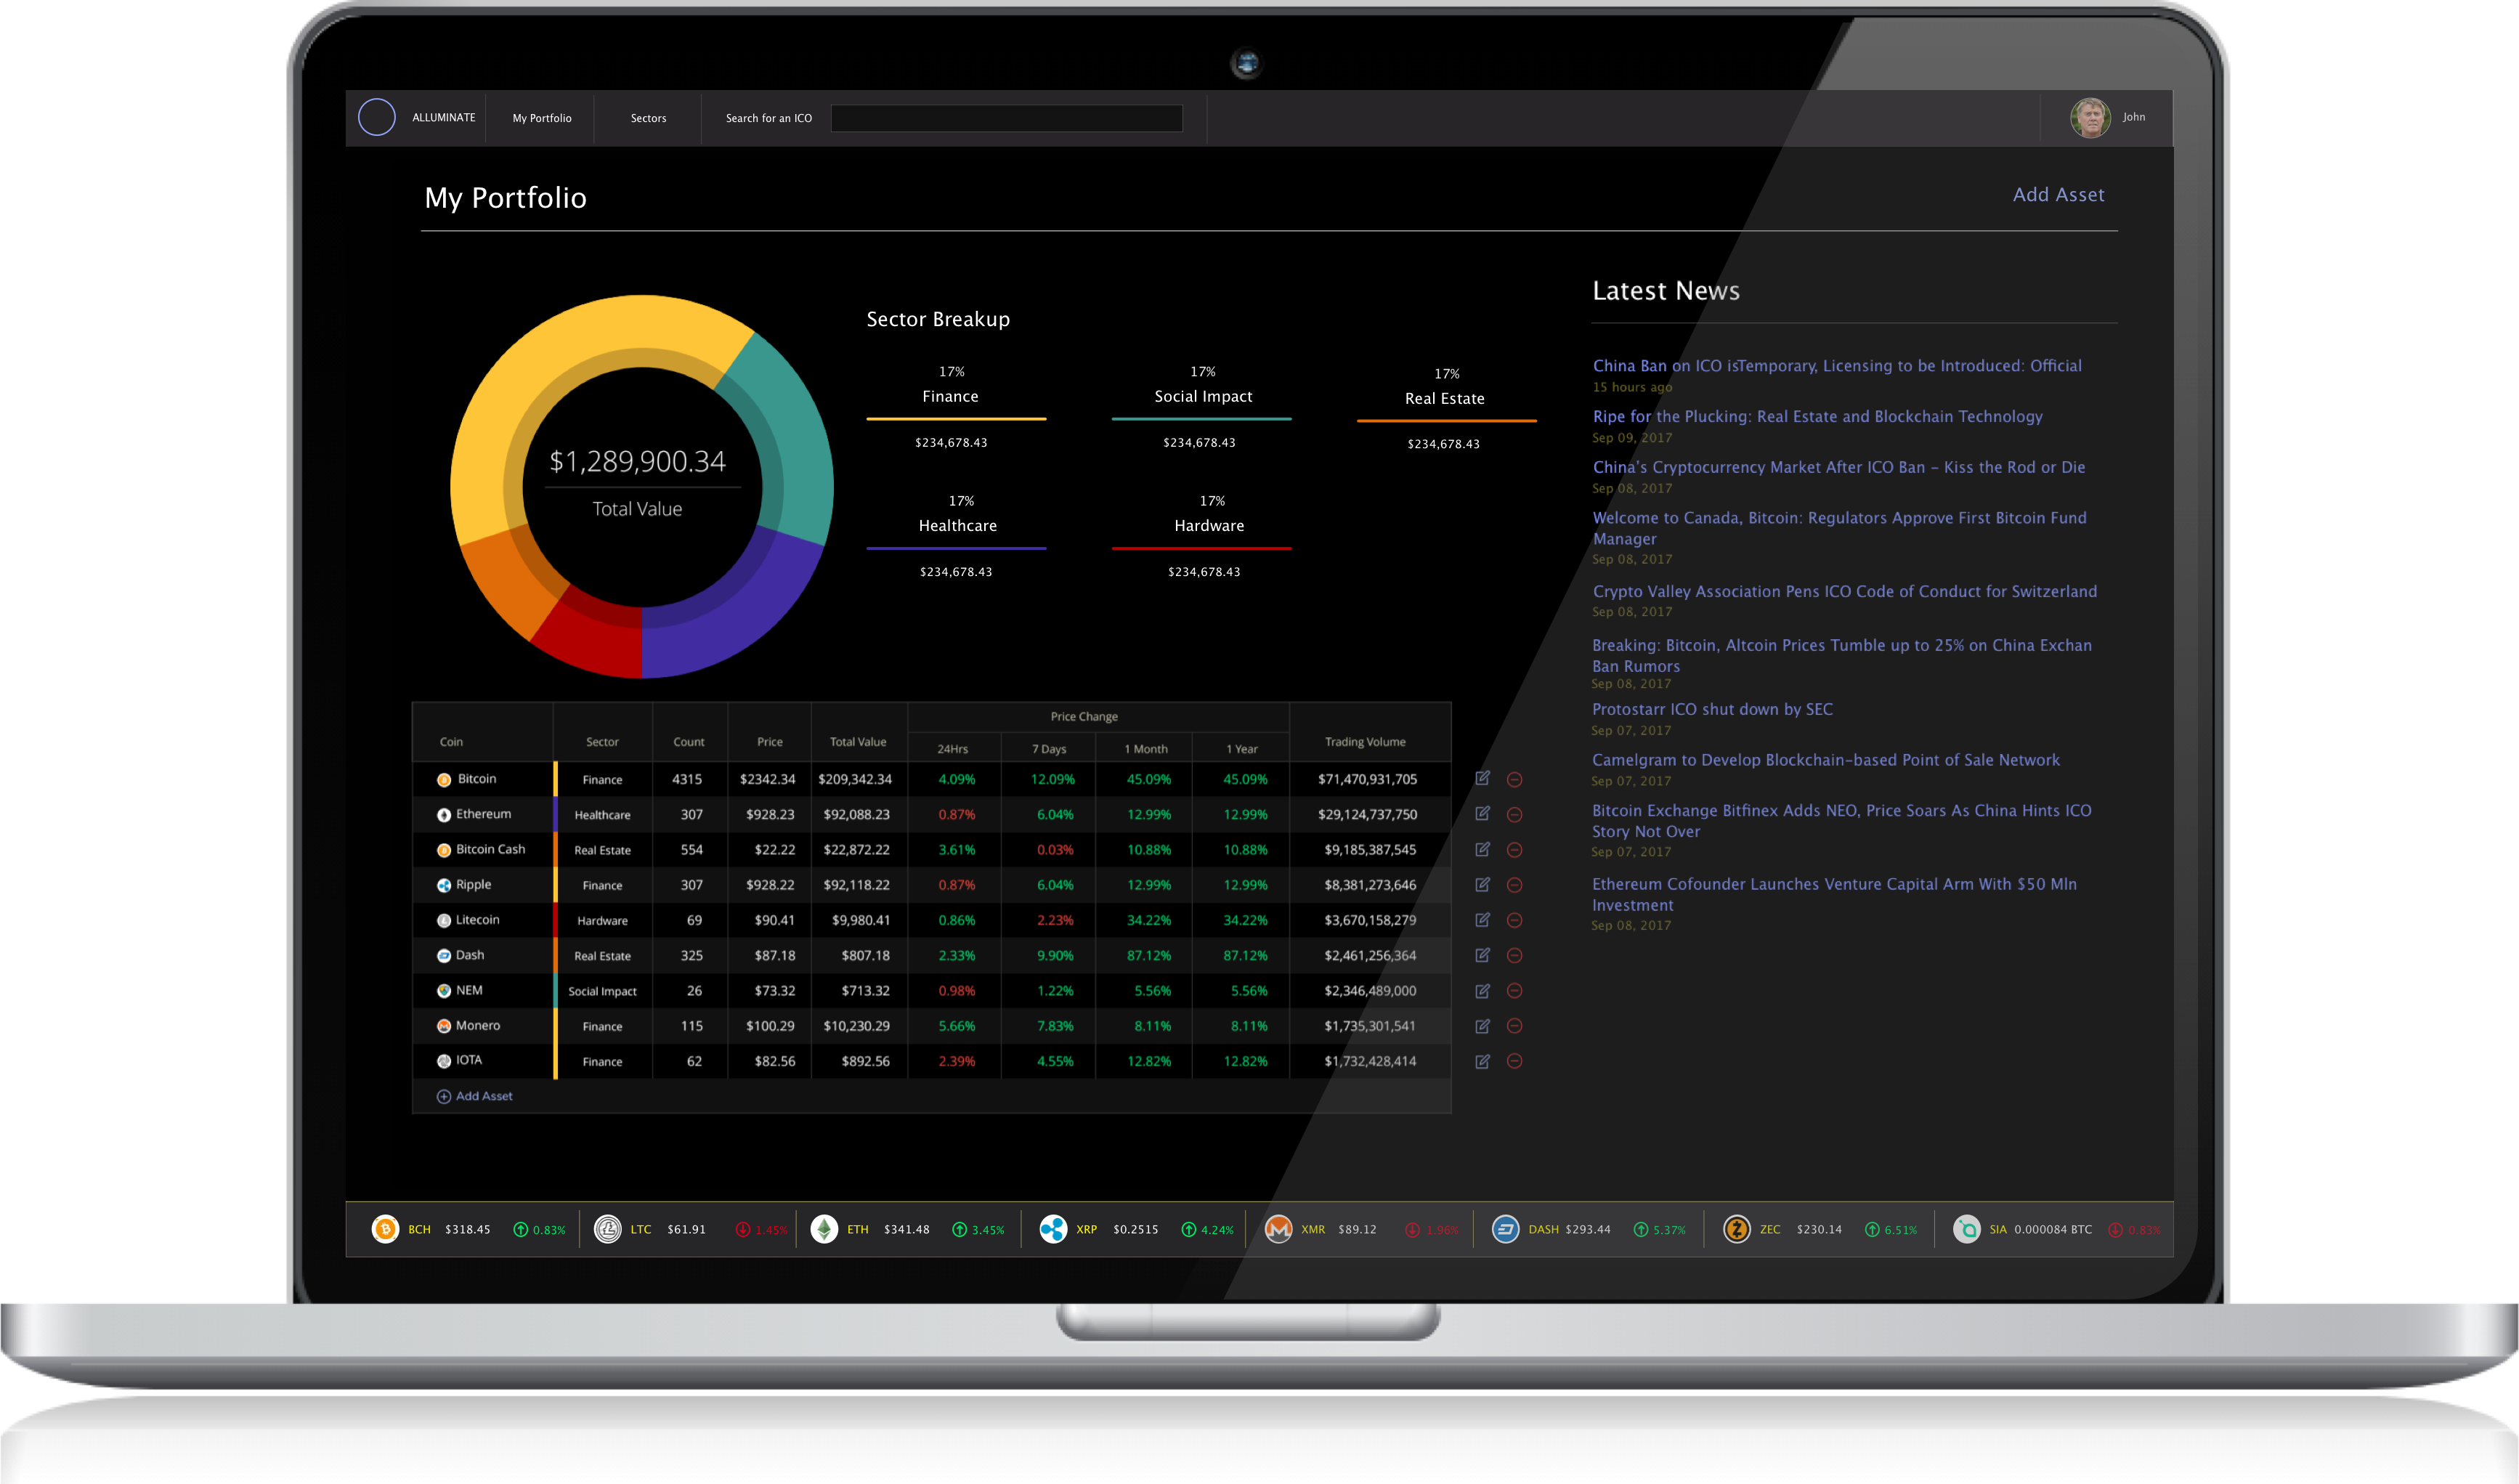 ALLUMINATE My Portfolio Sectors Search for an ICO John
My Portfolio Add Asset
$1,289,900.34
Total Value
Sector Breakup
17% 17% 17%
Finance Social Impact Real Estate
$234,678.43 $234,678.43 $234,678.43
17% 17%
Healthcare Hardware
$234,678.43 $234,678.43
Latest News
China Ban on ICO isTemporary, Licensing to be Introduced: Official
15 hours ago
Ripe for the Plucking: Real Estate and Blockchain Technology
Sep 09, 2017
China's Cryptocurrency Market After ICO Ban – Kiss the Rod or Die
Sep 08, 2017
Welcome to Canada, Bitcoin: Regulators Approve First Bitcoin Fund
Manager
Sep 08, 2017
Crypto Valley Association Pens ICO Code of Conduct for Switzerland
Sep 08, 2017
Breaking: Bitcoin, Altcoin Prices Tumble up to 25% on China Exchan
Ban Rumors
Sep 08, 2017
Protostarr ICO shut down by SEC
Sep 07, 2017
Camelgram to Develop Blockchain-based Point of Sale Network
Sep 07, 2017
Bitcoin Exchange Bitfinex Adds NEO, Price Soars As China Hints ICO
Story Not Over
Sep 07, 2017
Ethereum Cofounder Launches Venture Capital Arm With $50 Mln
Investment
Sep 08, 2017
Price Change
Coin Sector Count Price Total Value 24Hrs 7 Days 1 Month 1 Year Trading Volume
Bitcoin Finance 4315 $2342.34 $209,342.34 4.09% 12.09% 45.09% 45.09% $71,470,931,705
Ethereum Healthcare 307 $928.23 $92,088.23 0.87% 6.04% 12.99% 12.99% $29,124,737,750
Bitcoin Cash Real Estate 554 $22.22 $22,872.22 3.61% 0.03% 10.88% 10.88% $9,185,387,545
Ripple Finance 307 $928.22 $92,118.22 0.87% 6.04% 12.99% 12.99% $8,381,273,646
Litecoin Hardware 69 $90.41 $9,980.41 0.86% 2.23% 34.22% 34.22% $3,670,158,279
Dash Real Estate 325 $87.18 $807.18 2.33% 9.90% 87.12% 87.12% $2,461,256,364
NEM Social Impact 26 $73.32 $713.32 0.98% 1.22% 5.56% 5.56% $2,346,489,000
Monero Finance 115 $100.29 $10,230.29 5.66% 7.83% 8.11% 8.11% $1,735,301,541
IOTA Finance 62 $82.56 $892.56 2.39% 4.55% 12.82% 12.82% $1,732,428,414
Add Asset
BCH $318.45 0.83% LTC $61.91 1.45% ETH $341.48 3.45% XRP $0.2515 4.24% XMR $89.12 1.96% DASH $293.44 5.37% ZEC $230.14 6.51% SIA 0.000084 BTC 0.83%